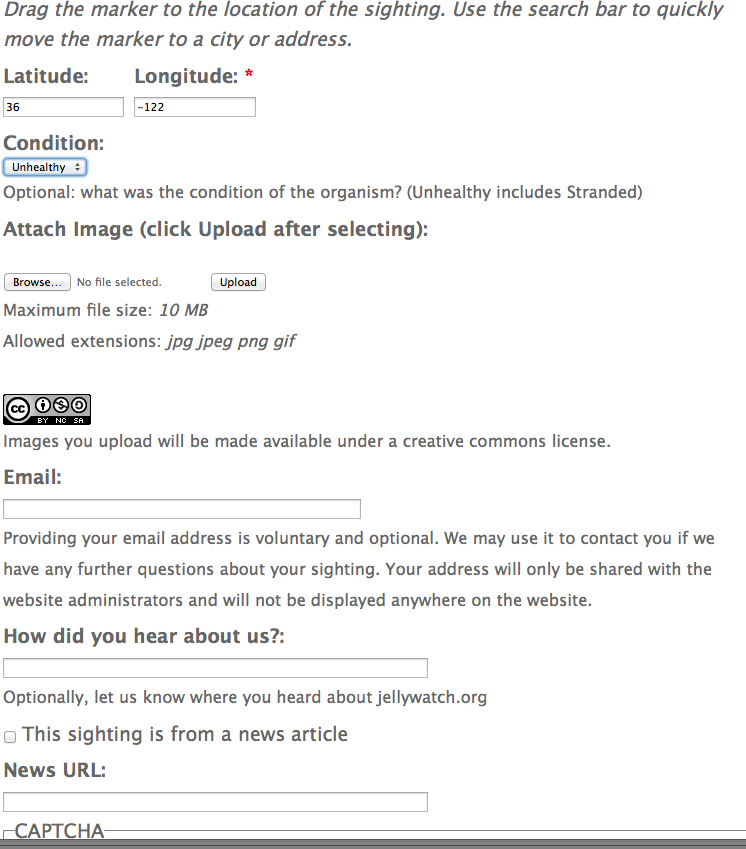 Drag the marker to the location of the sighting. Use the search bar to quickly
move the marker to a city or address.
Latitude: Longitude: *
36 -122
Condition:
Unhealthy
Optional: what was the condition of the organism? (Unhealthy includes Stranded)
Attach Image (click Upload after selecting):
Browse... No file selected. Upload
Maximum file size: 10 MB
Allowed extensions: jpg jpeg png gif
cc $
BY NC SA
Images you upload will be made available under a creative commons license.
Email:
Providing your email address is voluntary and optional. We may use it to contact you if we
have any further questions about your sighting. Your address will only be shared with the
website administrators and will not be displayed anywhere on the website.
How did you hear about us?:
Optionally, let us know where you heard about jellywatch.org
This sighting is from a news article
News URL:
CAPTCHA